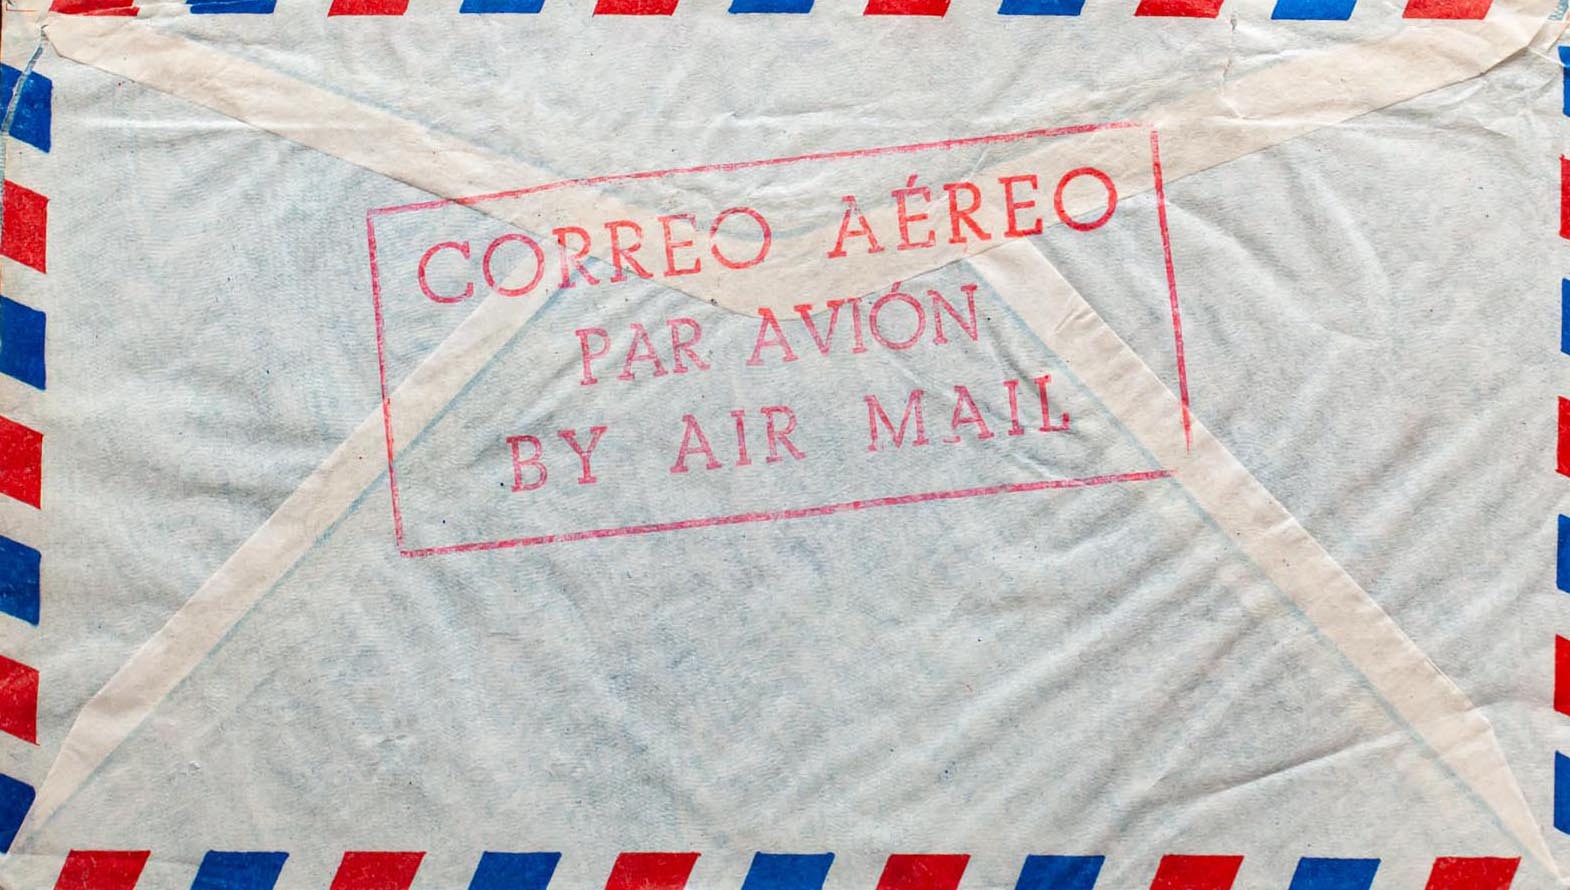 CORREO AÉREO
PAR AVIÓN
BY AIR MAIL